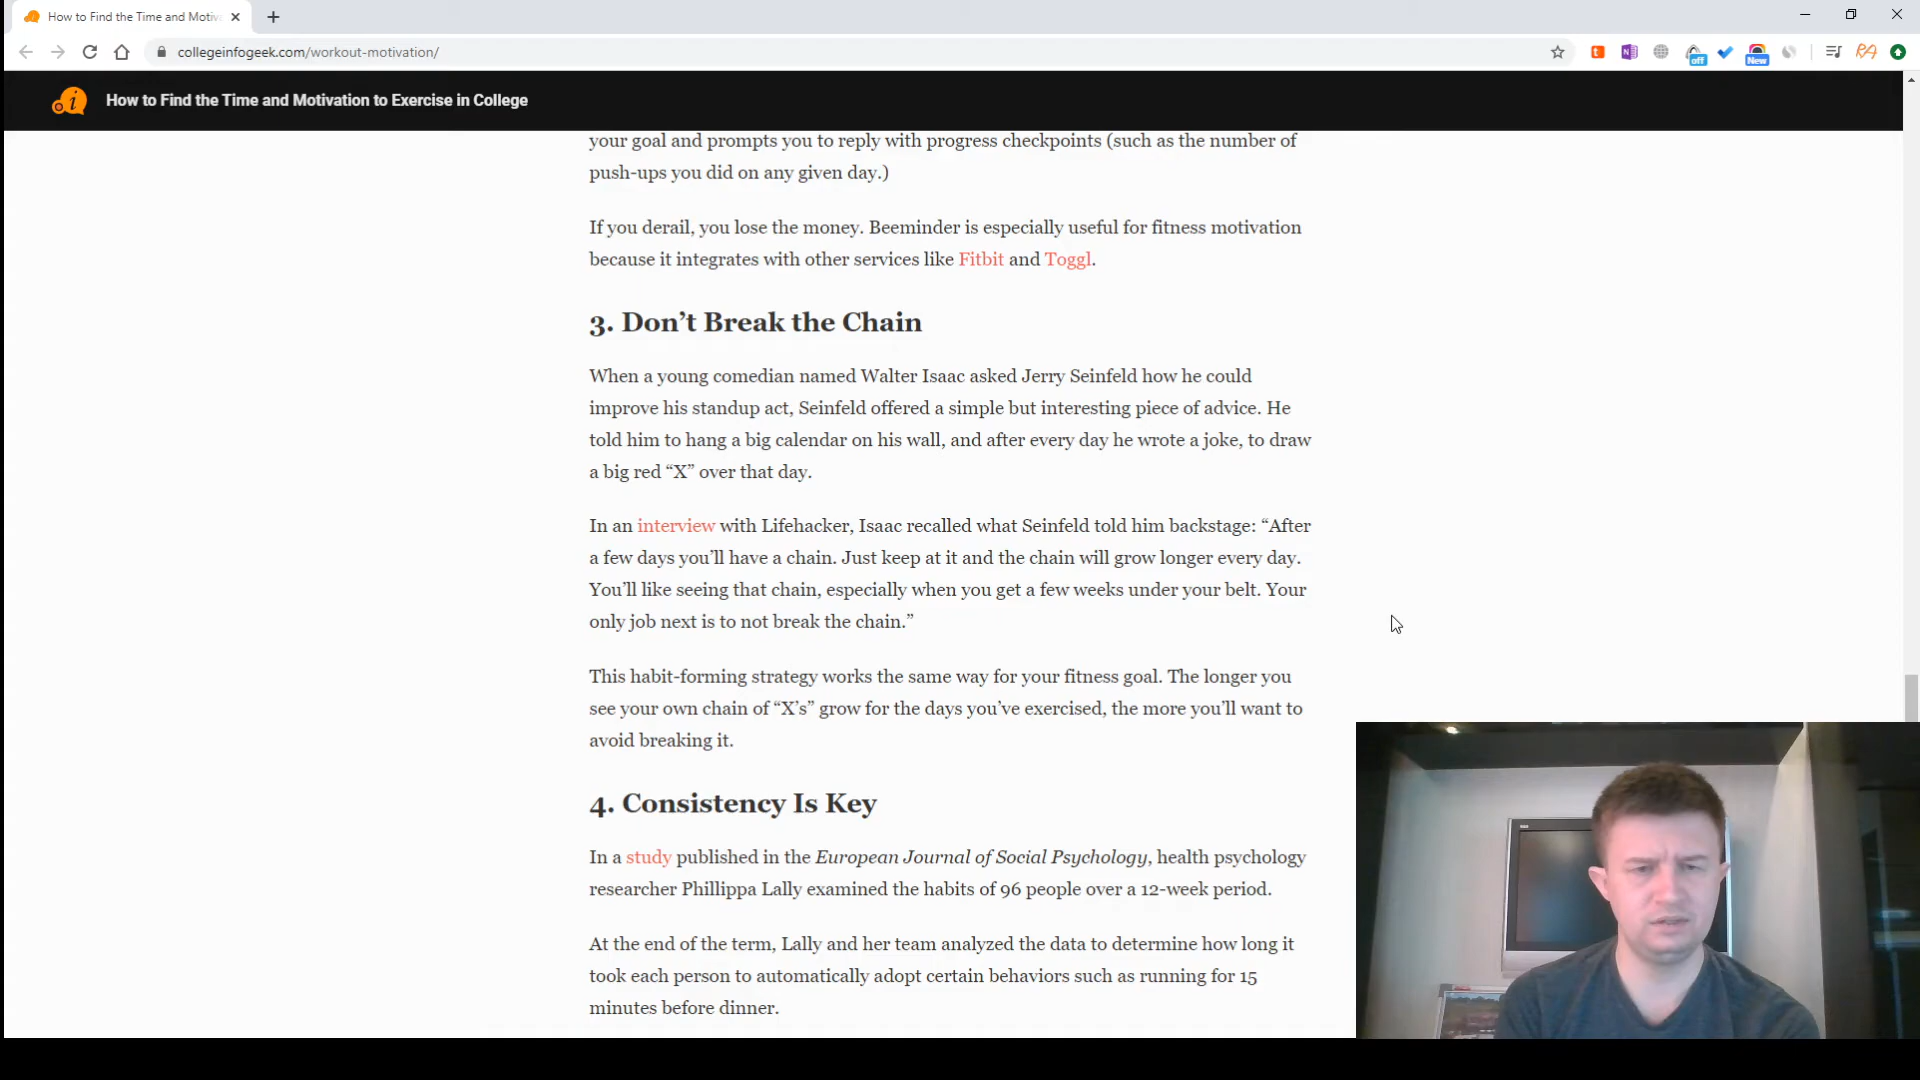 How to Find the Time and Motiv
collegeinfogeek.com/workout-motivation/
off
New
How to Find the Time and Motivation to Exercise in College
your goal and prompts you to reply with progress checkpoints (such as the number of
push-ups you did on any given day.)
If you derail, you lose the money. Beeminder is especially useful for fitness motivation
because it integrates with other services like Fitbit and Toggl.
3. Don’t Break the Chain
When a young comedian named Walter Isaac asked Jerry Seinfeld how he could
improve his standup act, Seinfeld offered a simple but interesting piece of advice. He
told him to hang a big calendar on his wall, and after every day he wrote a joke, to draw
a big red “X” over that day.
In an interview with Lifehacker, Isaac recalled what Seinfeld told him backstage: “After
a few days you’ll have a chain. Just keep at it and the chain will grow longer every day.
You’ll like seeing that chain, especially when you get a few weeks under your belt. Your
only job next is to not break the chain.”
This habit-forming strategy works the same way for your fitness goal. The longer you
see your own chain of “X’s” grow for the days you’ve exercised, the more you’ll want to
avoid breaking it.
4. Consistency Is Key
In a study published in the European Journal of Social Psychology, health psychology
researcher Phillippa Lally examined the habits of 96 people over a 12-week period.
At the end of the term, Lally and her team analyzed the data to determine how long it
took each person to automatically adopt certain behaviors such as running for 15
minutes before dinner.